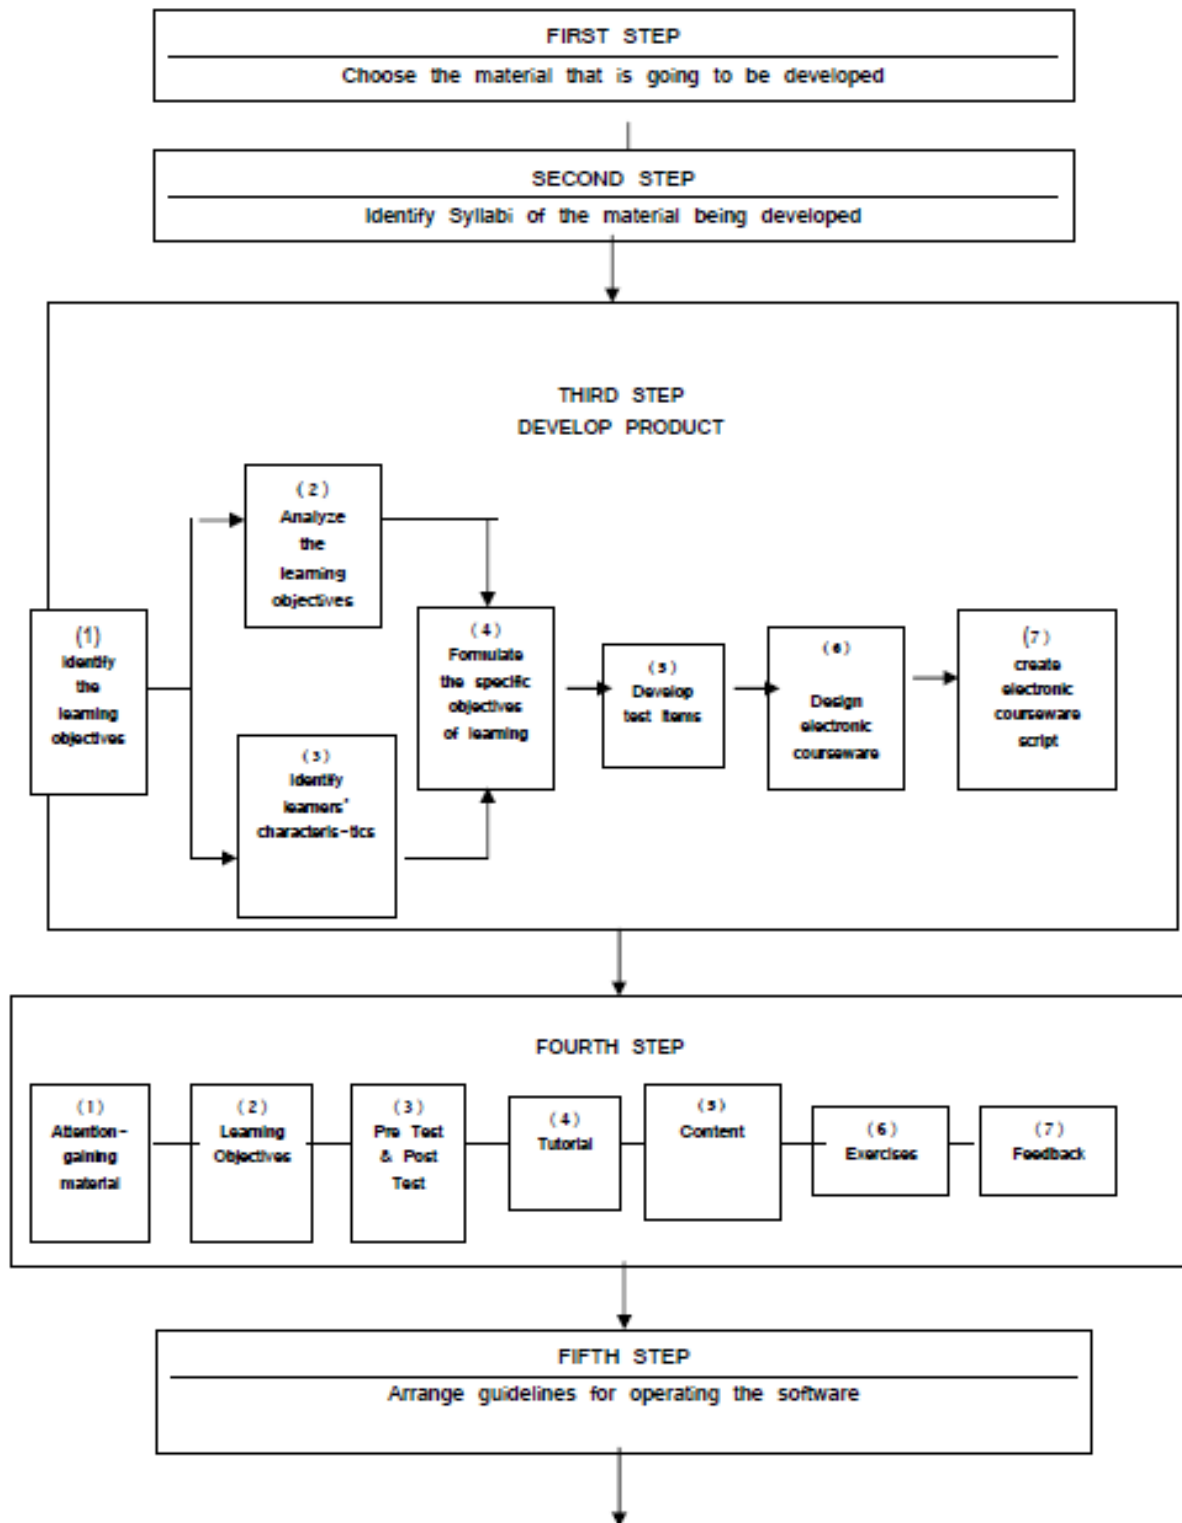 FIRST STEP
Choose the material that is going to be developed
SECOND STEP
Identify Syllabi of the material being developed
THIRD STEP
DEVELOP PRODUCT
(1)
Identify
the
learning
objectives
(2)
Analyze
the
learning
objectives
(3)
Identify
learners'
characteris-tics
(4)
Formulate
the specific
objectives
of learning
(5)
Develop
test items
(6)
Design
electronic
courseware
(7)
create
electronic
courseware
script
FOURTH STEP
(1)
Attention-
gaining
material
(2)
Learning
Objectives
(3)
Pre Test
& Post
Test
(4)
Tutorial
(5)
Content
(6)
Exercises
(7)
Feedback
FIFTH STEP
Arrange guidelines for operating the software